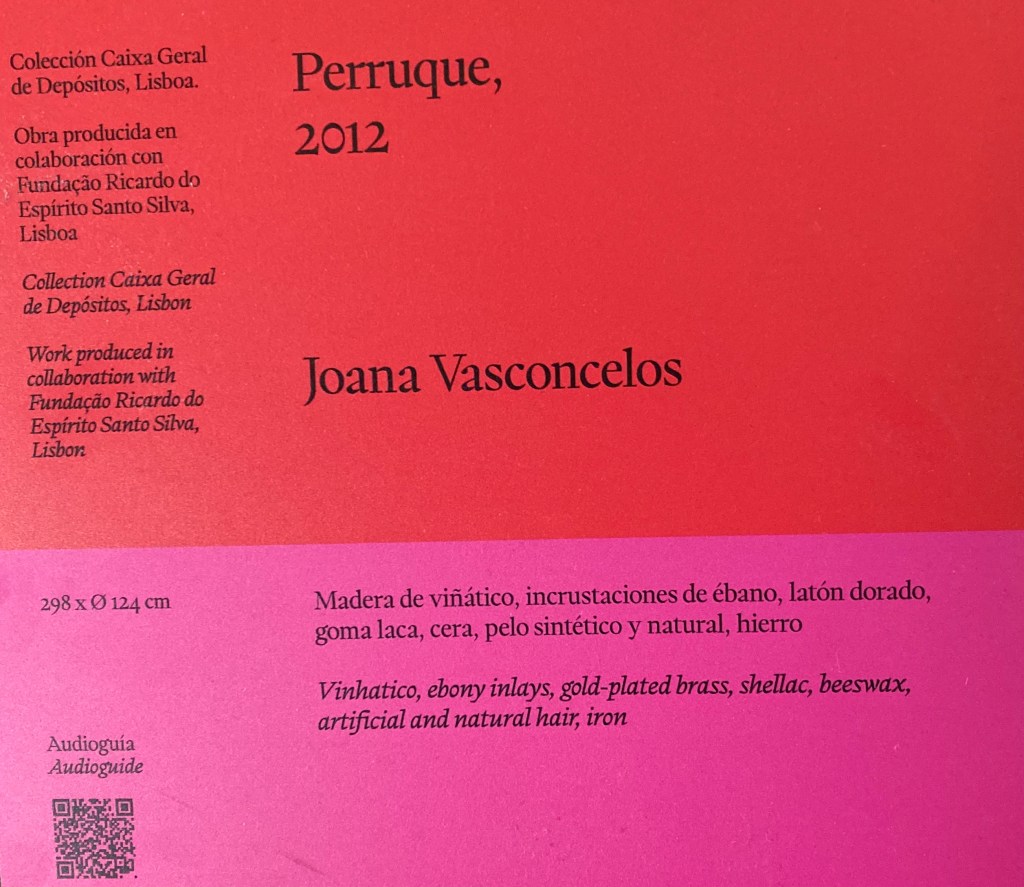 Colección Caixa Geral
de Depósitos, Lisboa.
Obra producida en
colaboración con
Fundação Ricardo do
Espírito Santo Silva,
Lisboa
Collection Caixa Geral
de Depósitos, Lisbon
Work produced in
collaboration with
Fundação Ricardo do
Espírito Santo Silva,
Lisbon
Perruque,
2012
Joana Vasconcelos
298 x Ø 124 cm
Madera de viñático, incrustaciones de ébano, latón dorado,
goma laca, cera, pelo sintético y natural, hierro
Vinhatico, ebony inlays, gold-plated brass, shellac, beeswax,
artificial and natural hair, iron
Audioguía
Audioguide